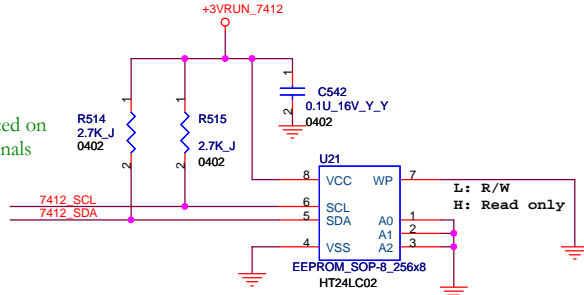 +3VRUN_7412
1
C542
0.1U_16V_Y_Y
2
0402
R514
2.7K_J
0402
1
2
R515
2.7K_J
0402
1
2
on
nals
U21
8 VCC WP 7
L: R/W
H: Read only
7412_SCL
6 SCL
7412_SDA
5 SDA A0 1
A1 2
4 VSS A2 3
EEPROM_SOP-8_256x8
HT24LC02